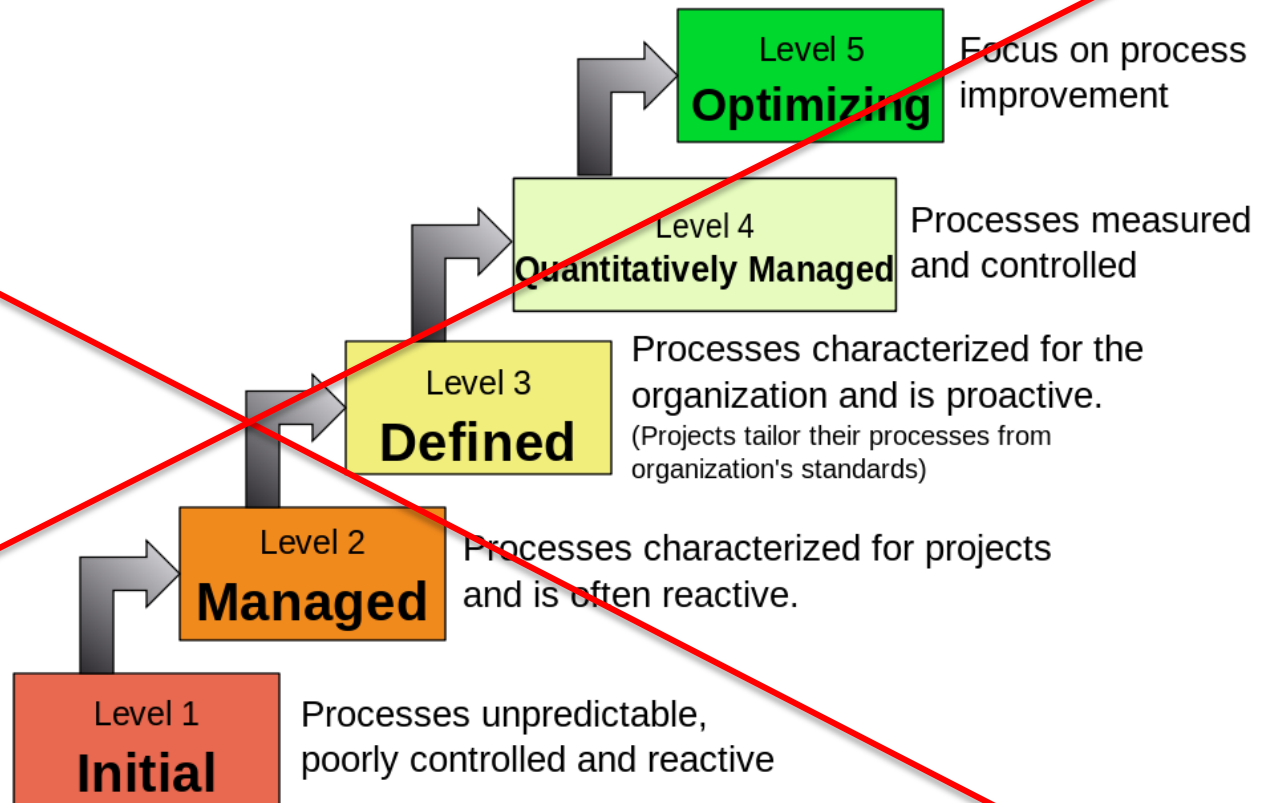 Level 5
Optimizing
Focus on process
improvement
Level 4
Quantitatively Managed
Processes measured
and controlled
Level 3
Defined
Processes characterized for the
organization and is proactive.
(Projects tailor their processes from
organization's standards)
Level 2
Managed
Processes characterized for projects
and is often reactive.
Level 1
Initial
Processes unpredictable,
poorly controlled and reactive